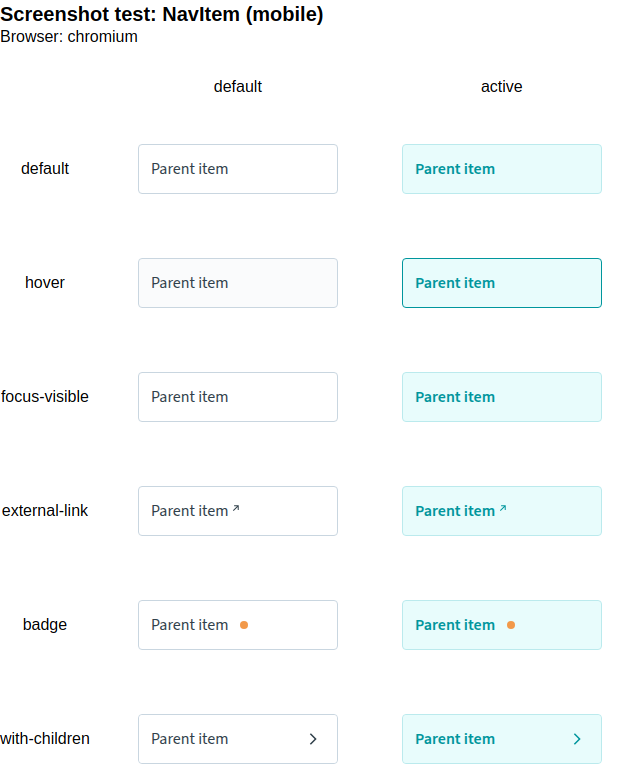 Screenshot test: NavItem (mobile)
Browser: chromium
default active
default Parent item Parent item
hover Parent item Parent item
focus-visible Parent item Parent item
external-link Parent item ↗ Parent item ↗
badge Parent item Parent item
with-children Parent item Parent item